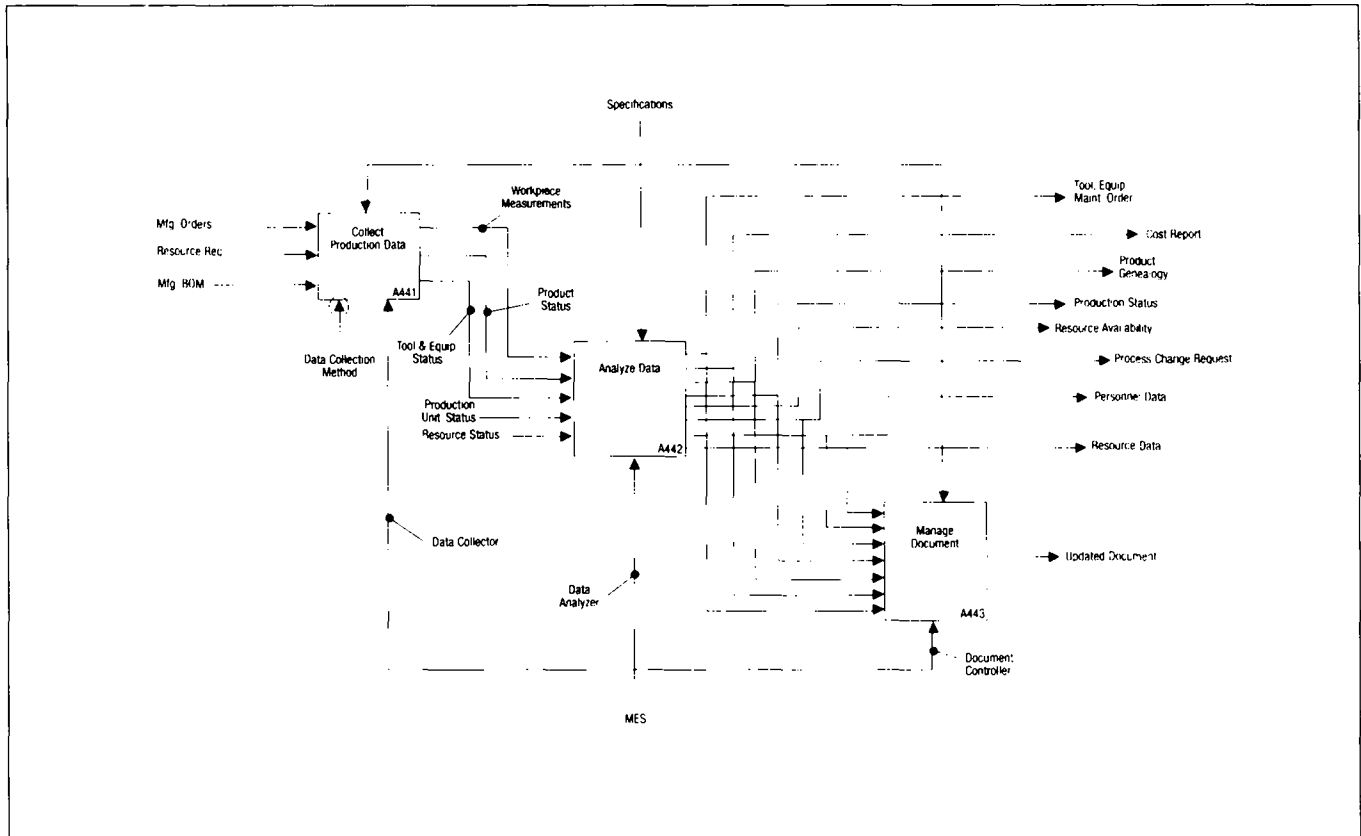 Specifications
Workpiece
Measurements
Tool, Equip
Maint. Order
Mfg. Orders
Collect
Production Data
Cost Report
Resource Req
Product
Genealogy
Mfg. BOM
A441
Product
Status
Production Status
Tool & Equip
Status
Resource Availability
Data Collection
Method
Analyze Data
Process Change Request
Production
Unit Status
Personnel Data
Resource Status
A442
Resource Data
Manage
Document
Data Collector
Updated Document
Data
Analyzer
A443
Document
Controller
MES